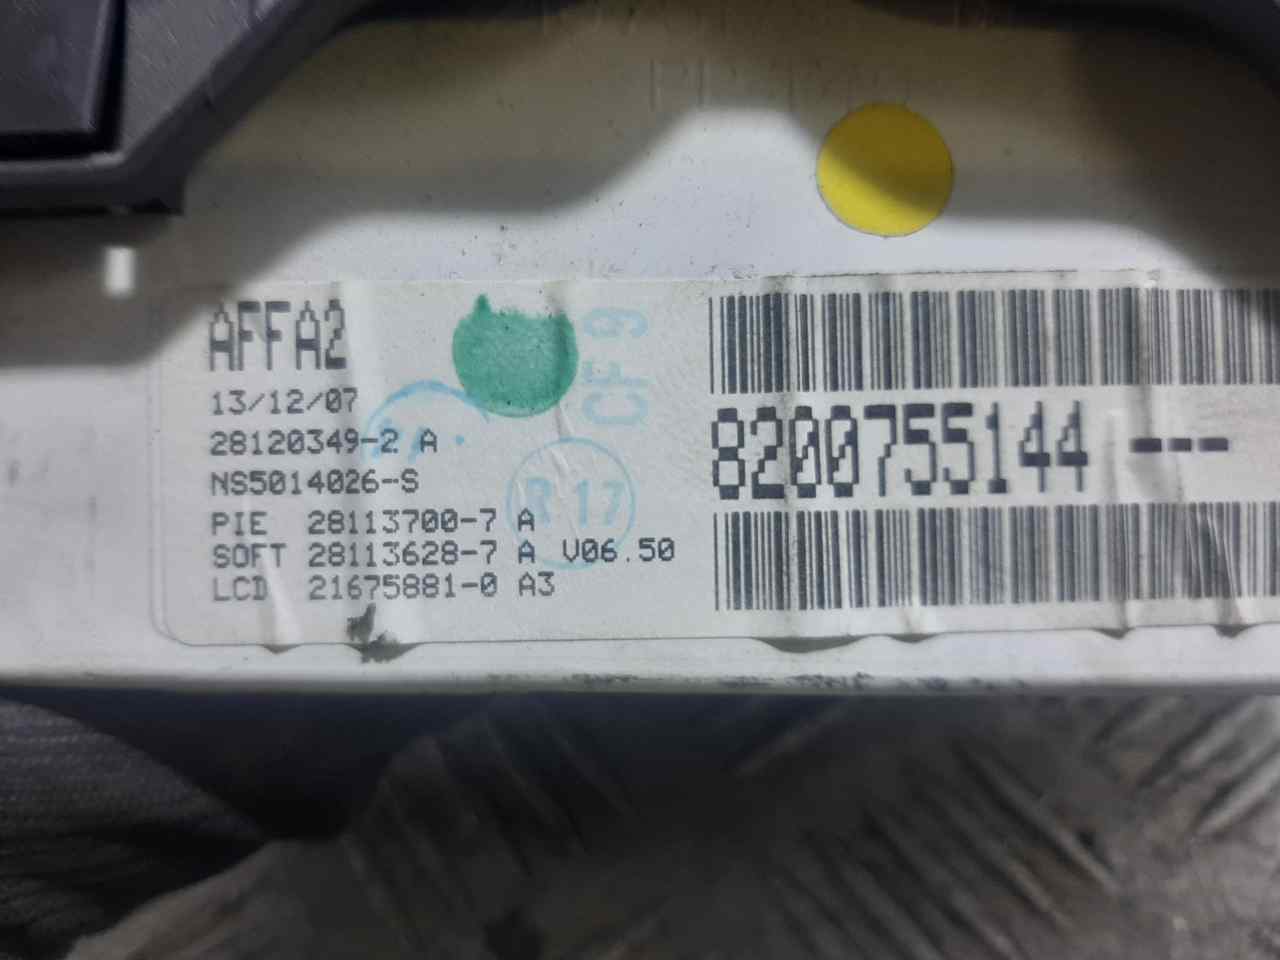 AFFA2
13/12/07
28120349-2 A
NS5014026-S
PIE 28113700-7 A
SOFT 28113628-7 A V06.50
LCD 21675881-0 A3
CF9
R17
8200755144 ---